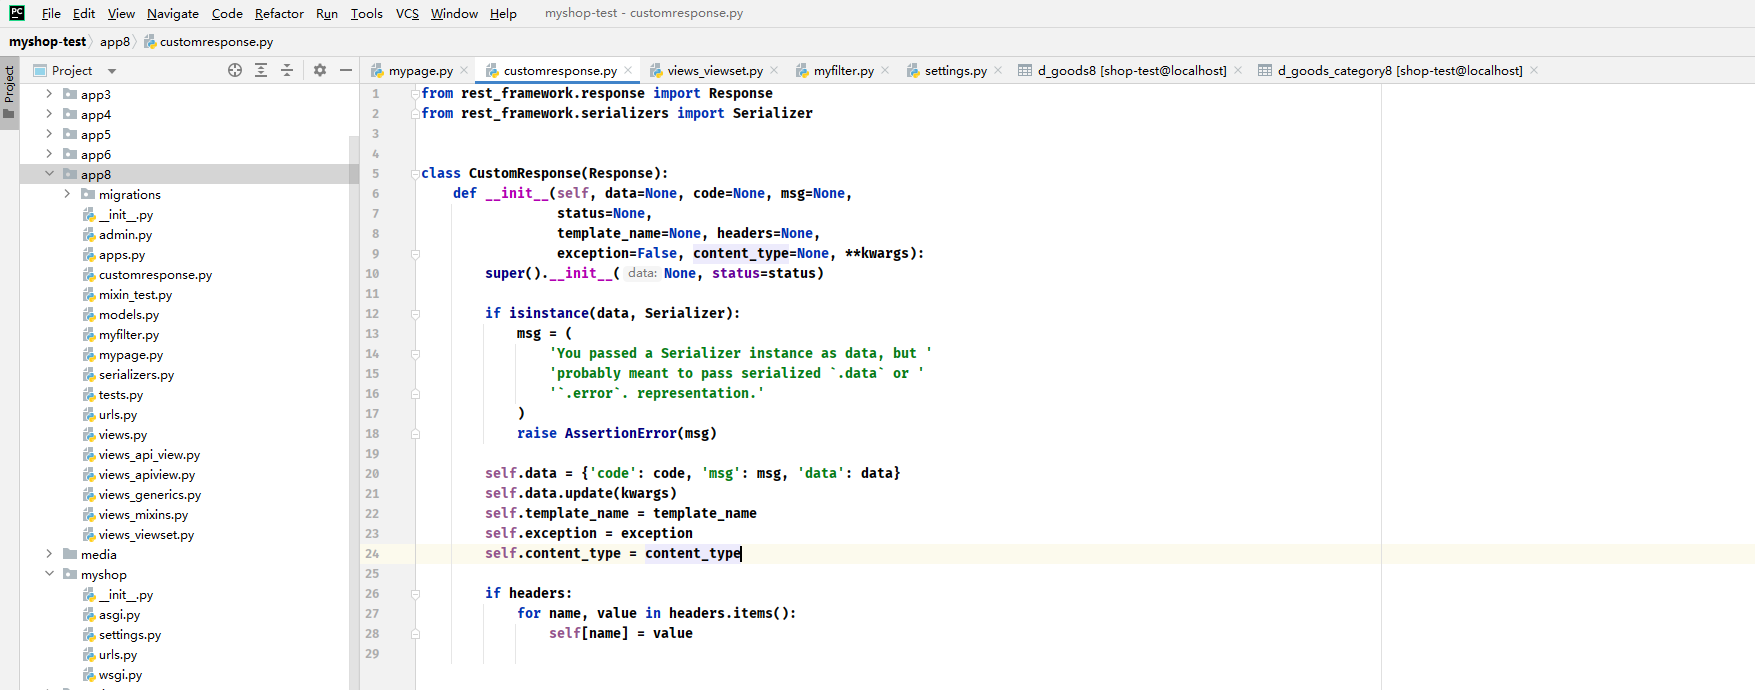 PC File Edit View Navigate Code Refactor Run Tools VCS Window Help myshop-test - customresponse.py
myshop-test app8 customresponse.py
Project
Project
mypage.py customresponse.py views_viewset.py myfilter.py settings.py d_goods8 [shop-test@localhost] d_goods_category8 [shop-test@localhost]
app3
app4
app5
app6
app8
migrations
__init__.py
admin.py
apps.py
customresponse.py
mixin_test.py
models.py
myfilter.py
mypage.py
serializers.py
tests.py
urls.py
views.py
views_api_view.py
views_apiview.py
views_generics.py
views_mixins.py
views_viewset.py
media
myshop
__init__.py
asgi.py
settings.py
urls.py
wsgi.py
1 from rest_framework.response import Response
2 from rest_framework.serializers import Serializer
3
4
5 class CustomResponse(Response):
6 def __init__(self, data=None, code=None, msg=None,
7 status=None,
8 template_name=None, headers=None,
9 exception=False, content_type=None, **kwargs):
10 super().__init__( data: None, status=status)
11
12 if isinstance(data, Serializer):
13 msg = (
14 'You passed a Serializer instance as data, but '
15 'probably meant to pass serialized `.data` or '
16 '`.error`. representation.'
17 )
18 raise AssertionError(msg)
19
20 self.data = {'code': code, 'msg': msg, 'data': data}
21 self.data.update(kwargs)
22 self.template_name = template_name
23 self.exception = exception
24 self.content_type = content_type
25
26 if headers:
27 for name, value in headers.items():
28 self[name] = value
29